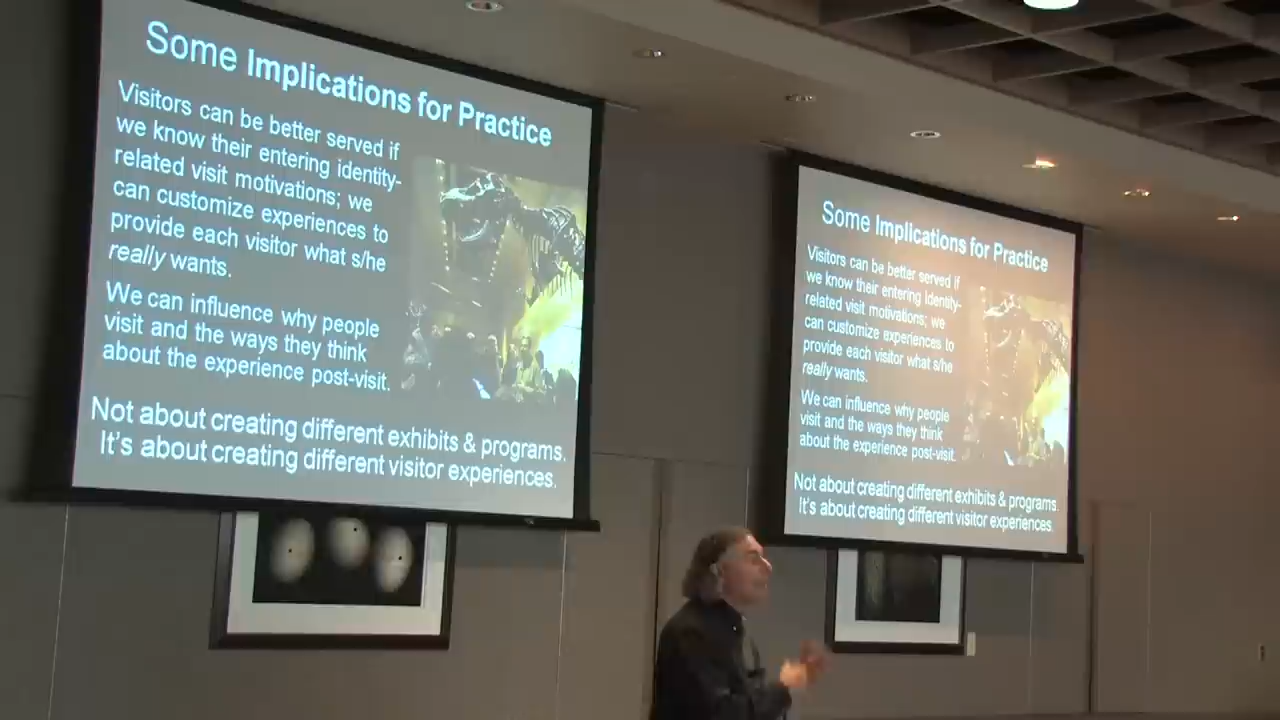 Some Implications for Practice
Visitors can be better served if
we know their entering identity-
related visit motivations; we
can customize experiences to
provide each visitor what s/he
really wants.
We can influence why people
visit and the ways they think
about the experience post-visit.
Not about creating different exhibits & programs.
It's about creating different visitor experiences.
Some Implications for Practice
Visitors can be better served if
we know their entering identity-
related visit motivations; we
can customize experiences to
provide each visitor what s/he
really wants.
We can influence why people
visit and the ways they think
about the experience post-visit.
Not about creating different exhibits & programs.
It's about creating different visitor experiences.